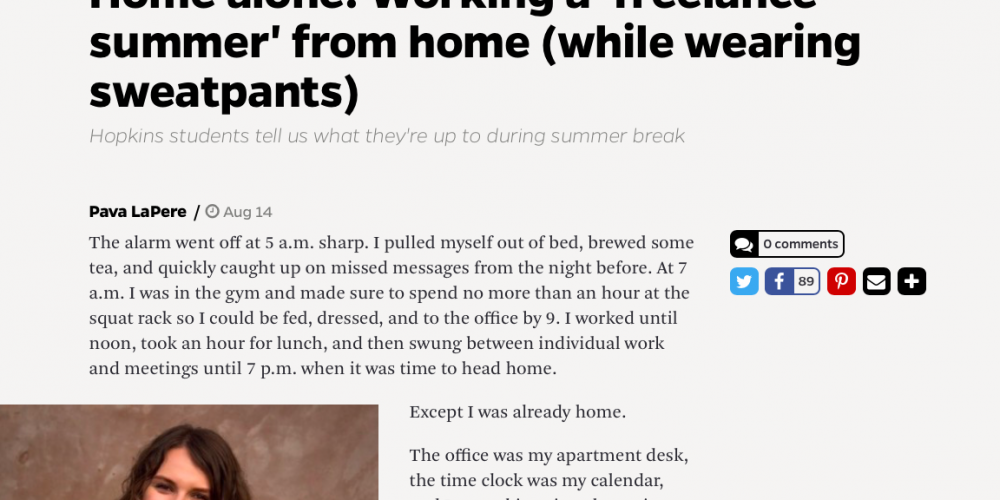 Home alone: Working a 'freelance
summer' from home (while wearing
sweatpants)
Hopkins students tell us what they're up to during summer break
Pava LaPere / Aug 14
The alarm went off at 5 a.m. sharp. I pulled myself out of bed, brewed some
tea, and quickly caught up on missed messages from the night before. At 7
a.m. I was in the gym and made sure to spend no more than an hour at the
squat rack so I could be fed, dressed, and to the office by 9. I worked until
noon, took an hour for lunch, and then swung between individual work
and meetings until 7 p.m. when it was time to head home.
0 comments
89
Except I was already home.
The office was my apartment desk,
the time clock was my calendar,